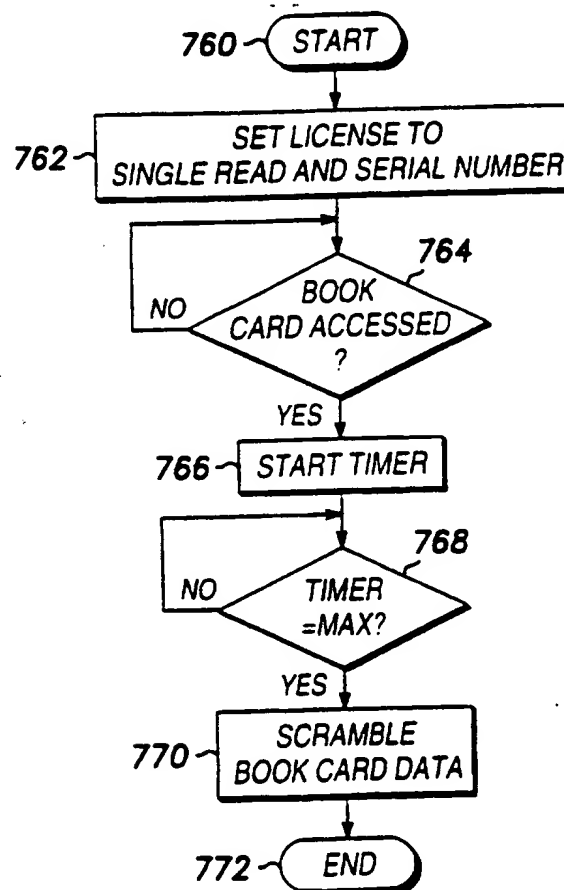 760
START
762
SET LICENSE TO
SINGLE READ AND SERIAL NUMBER
764
NO
BOOK
CARD ACCESSED
?
YES
766
START TIMER
768
NO
TIMER
=MAX?
YES
770
SCRAMBLE
BOOK CARD DATA
772
END